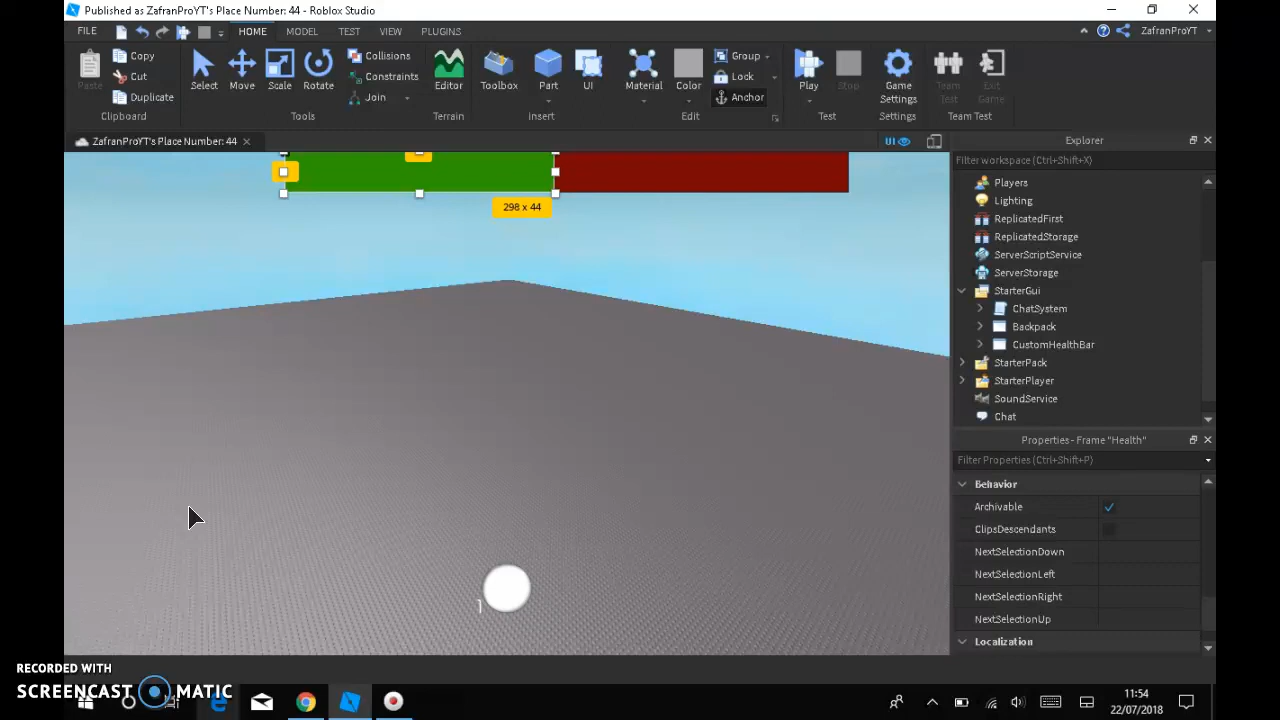 Published as ZafranProYT's Place Number: 44 - Roblox Studio
FILE HOME MODEL TEST VIEW PLUGINS ZafranProYT
Paste Copy Cut Duplicate Clipboard
Select Move Scale Rotate Collisions Constraints Join Tools
Editor Terrain
Toolbox Part UI Insert
Material Color Group Lock Anchor Edit
Play Stop Test
Game Settings Settings
Team Test Exit Game Team Test
ZafranProYT's Place Number: 44
UI
298 x 44
1
Explorer
Filter workspace (Ctrl+Shift+X)
Players
Lighting
ReplicatedFirst
ReplicatedStorage
ServerScriptService
ServerStorage
StarterGui
ChatSystem
Backpack
CustomHealthBar
StarterPack
StarterPlayer
SoundService
Chat
Properties - Frame "Health"
Filter Properties (Ctrl+Shift+P)
Behavior
Archivable
ClipsDescendants
NextSelectionDown
NextSelectionLeft
NextSelectionRight
NextSelectionUp
Localization
RECORDED WITH
SCREENCAST MATIC
11:54
22/07/2018